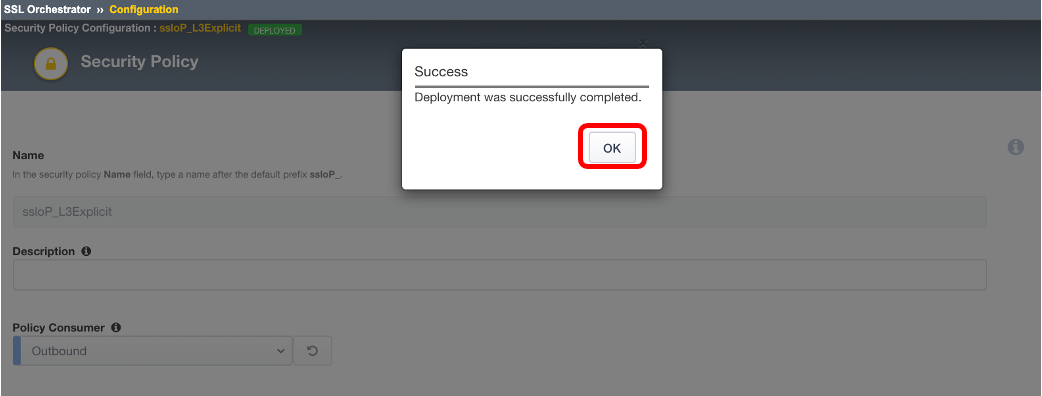 SSL Orchestrator » Configuration
Security Policy Configuration : ssloP_L3Explicit DEPLOYED
Security Policy
Success
Deployment was successfully completed.
OK
Name
In the security policy Name field, type a name after the default prefix ssloP_.
ssloP_L3Explicit
Description
Policy Consumer
Outbound